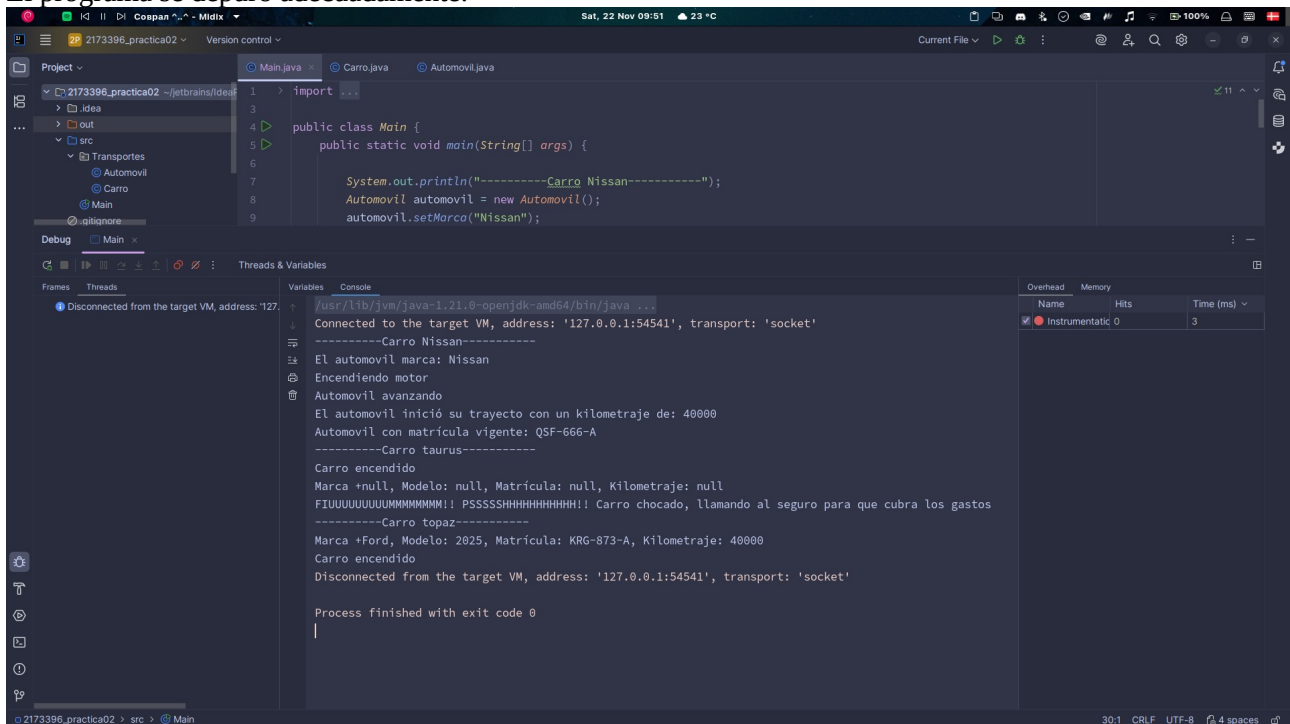 El programa se depuró adecuadamente.
Соврал ^..^ - Midix
Sat, 22 Nov 09:51 23 °C
100%
2P 2173396_practica02 Version control
Current File
Project
Main.java Carro.java Automovil.java
2173396_practica02 ~/jetbrains/Idea
.idea
out
src
Transportes
Automovil
Carro
Main
.gitignore
1 import ...
3
4 public class Main {
5 public static void main(String[] args) {
6
7 System.out.println("----------Carro Nissan-----------");
8 Automovil automovil = new Automovil();
9 automovil.setMarca("Nissan");
11
Debug Main
Threads & Variables
Frames Threads
Disconnected from the target VM, address: '127.
Variables Console
/usr/lib/jvm/java-1.21.0-openjdk-amd64/bin/java ...
Connected to the target VM, address: '127.0.0.1:54541', transport: 'socket'
----------Carro Nissan-----------
El automovil marca: Nissan
Encendiendo motor
Automovil avanzando
El automovil inició su trayecto con un kilometraje de: 40000
Automovil con matrícula vigente: QSF-666-A
----------Carro taurus-----------
Carro encendido
Marca +null, Modelo: null, Matrícula: null, Kilometraje: null
FIUUUUUUUUUMMMMMMMM!! PSSSSSHHHHHHHHHHH!! Carro chocado, llamando al seguro para que cubra los gastos
----------Carro topaz-----------
Marca +Ford, Modelo: 2025, Matrícula: KRG-873-A, Kilometraje: 40000
Carro encendido
Disconnected from the target VM, address: '127.0.0.1:54541', transport: 'socket'
Process finished with exit code 0
Overhead Memory
Name Hits Time (ms)
Instrumentatic 0 3
2173396_practica02 > src > Main
30:1 CRLF UTF-8 4 spaces